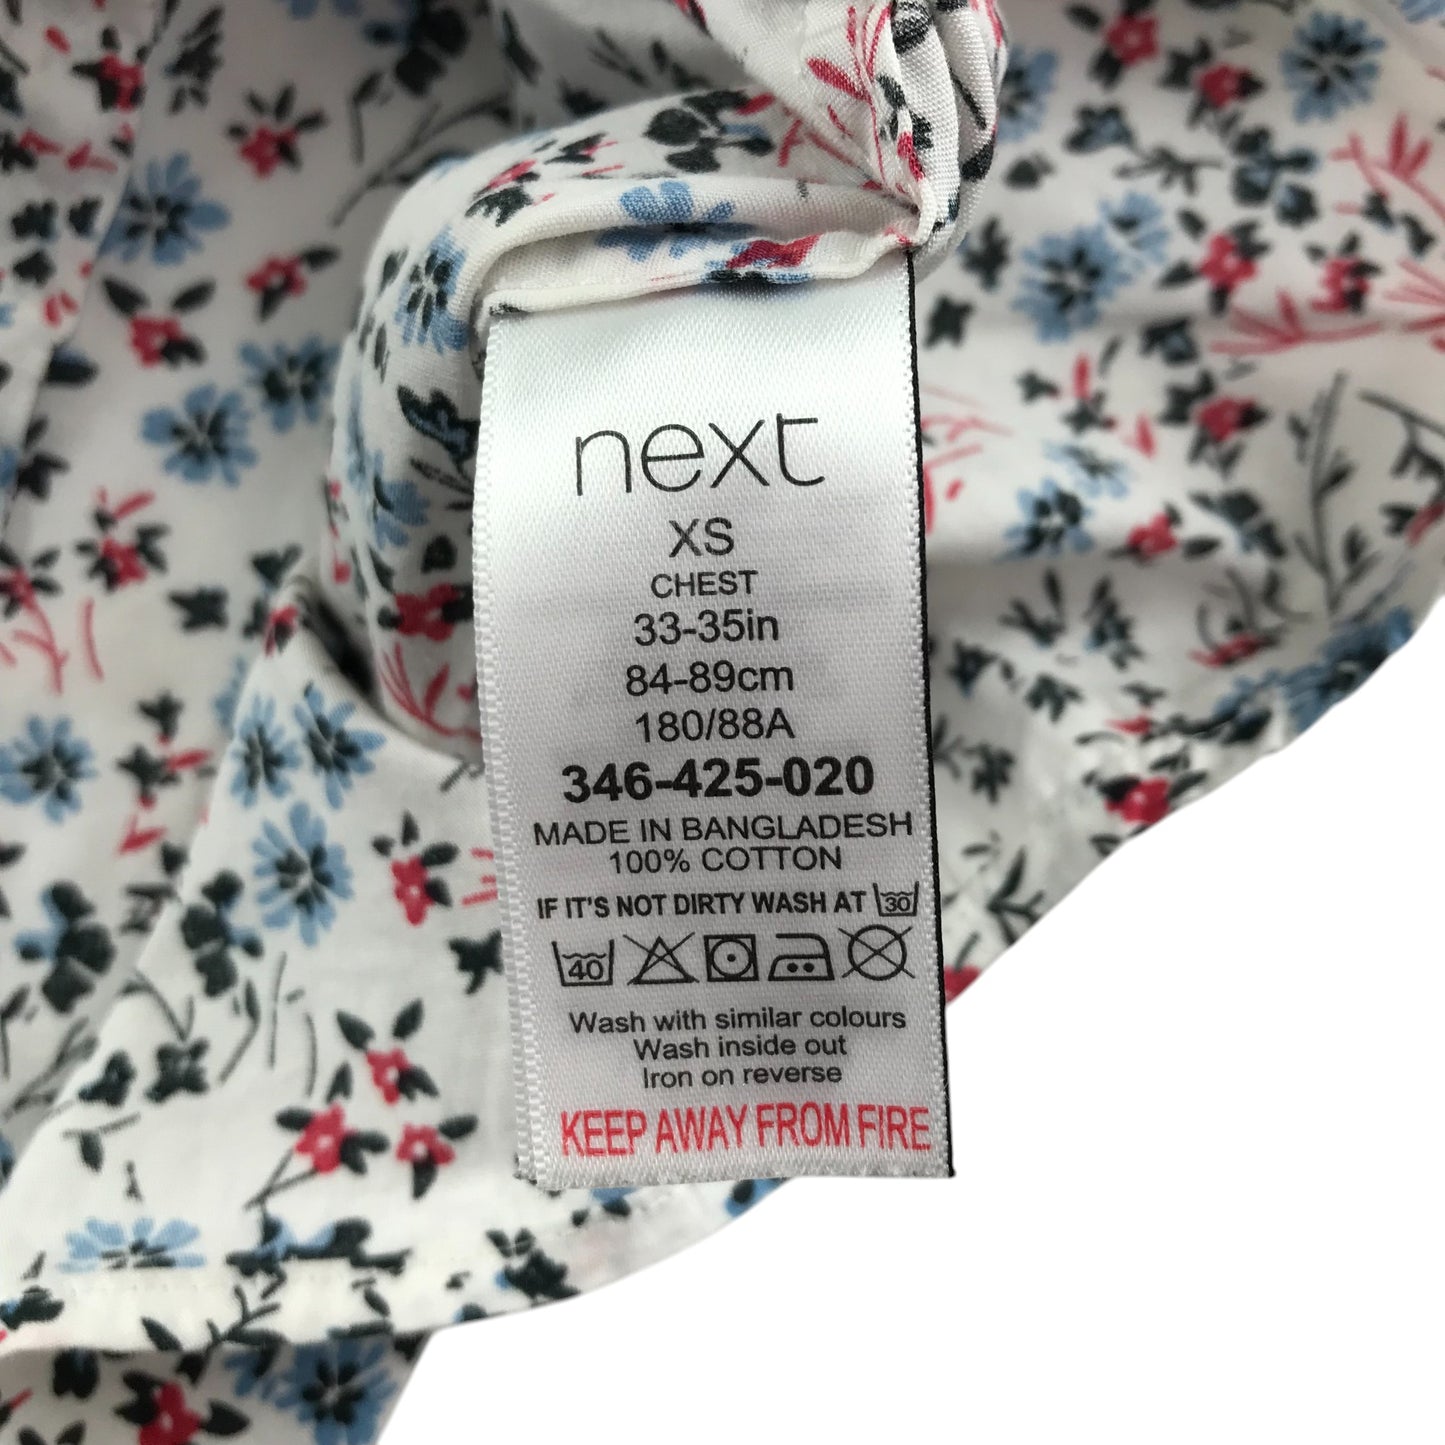 next
XS
CHEST
33-35in
84-89cm
180/88A
346-425-020
MADE IN BANGLADESH
100% COTTON
IF IT'S NOT DIRTY WASH AT 30
40
Wash with similar colours
Wash inside out
Iron on reverse
KEEP AWAY FROM FIRE